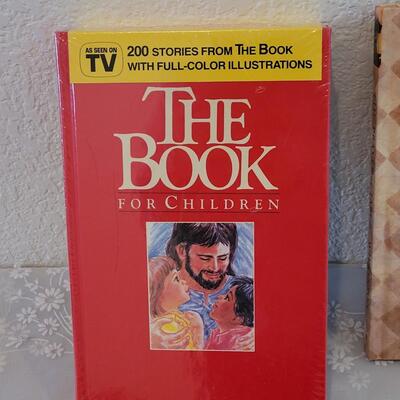 AS SEEN ON
TV
200 STORIES FROM THE BOOK
WITH FULL-COLOR ILLUSTRATIONS
THE
BOOK
FOR CHILDREN